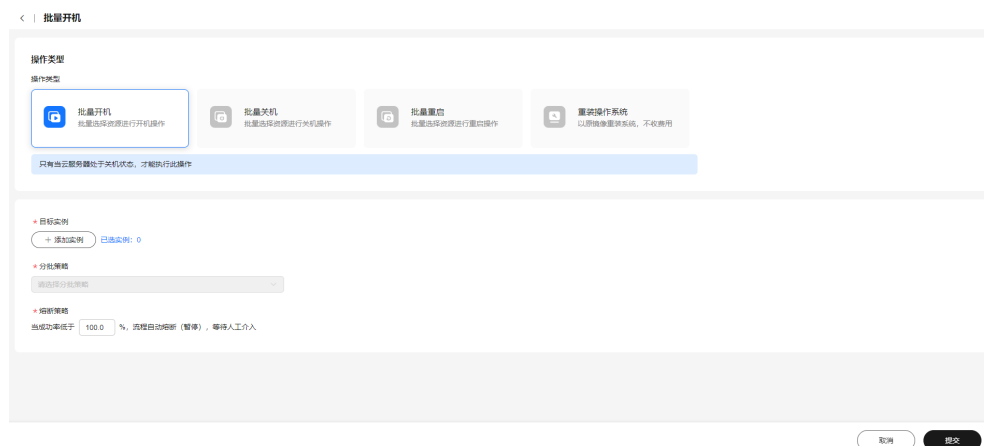 批量开机
操作类型
操作类型
批量开机
批量选择资源进行开机操作
批量关机
批量选择资源进行关机操作
批量重启
批量选择资源进行重启操作
重装操作系统
以原镜像重装系统，不收费用
只有当云服务器处于关机状态，才能执行此操作
* 目标实例
+ 添加实例 已选实例：0
* 分批策略
请选择分批策略
* 熔断策略
当成功率低于 100.0 %，流程自动熔断（暂停），等待人工介入
取消 提交